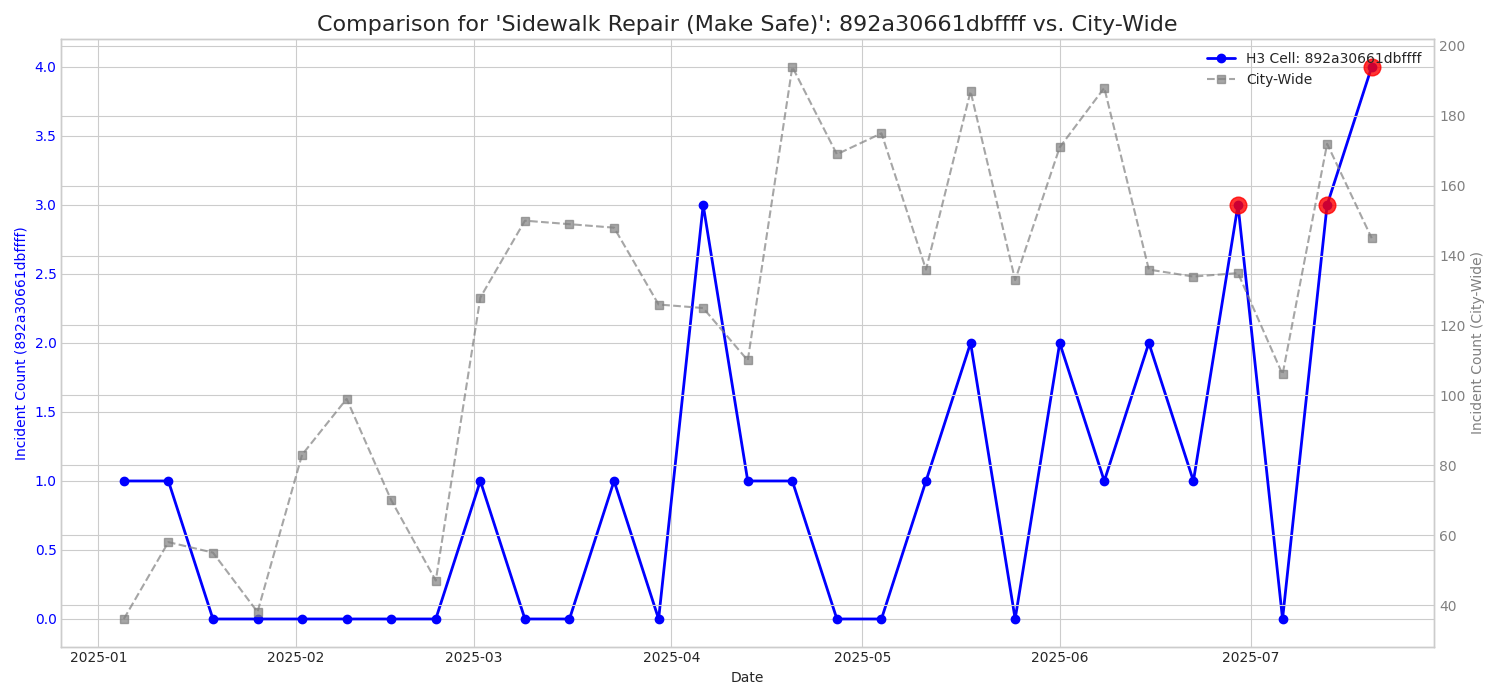 Comparison for 'Sidewalk Repair (Make Safe)': 892a30661dbffff vs. City-Wide
H3 Cell: 892a30661dbffff
City-Wide
Incident Count (892a30661dbffff)
4.0
3.5
3.0
2.5
2.0
1.5
1.0
0.5
0.0
200
180
160
140
120
100
80
60
40
Incident Count (City-Wide)
2025-01 2025-02 2025-03 2025-04 2025-05 2025-06 2025-07
Date